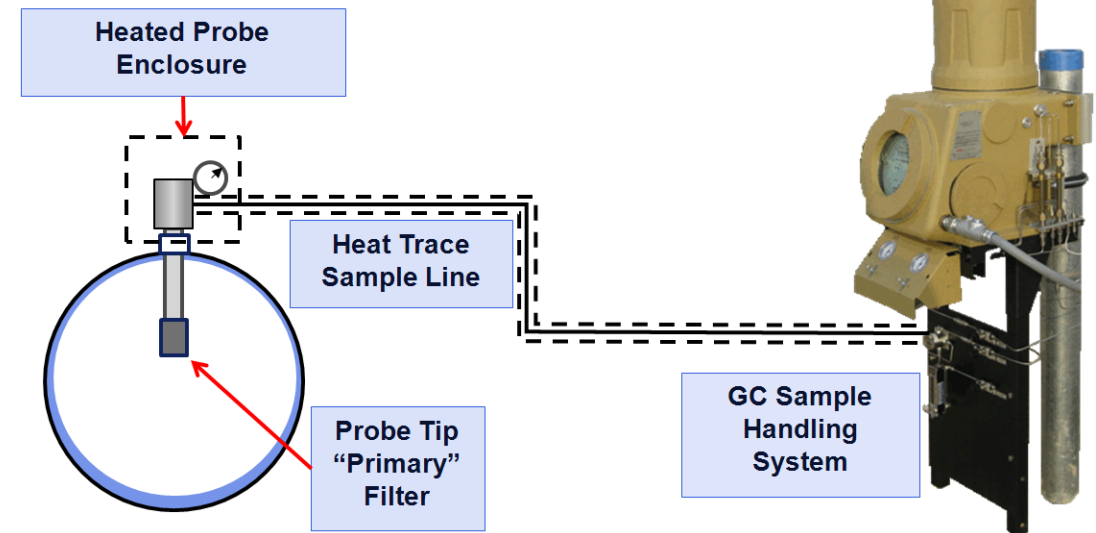 Heated Probe
Enclosure
Heat Trace
Sample Line
Probe Tip
“Primary”
Filter
GC Sample
Handling
System